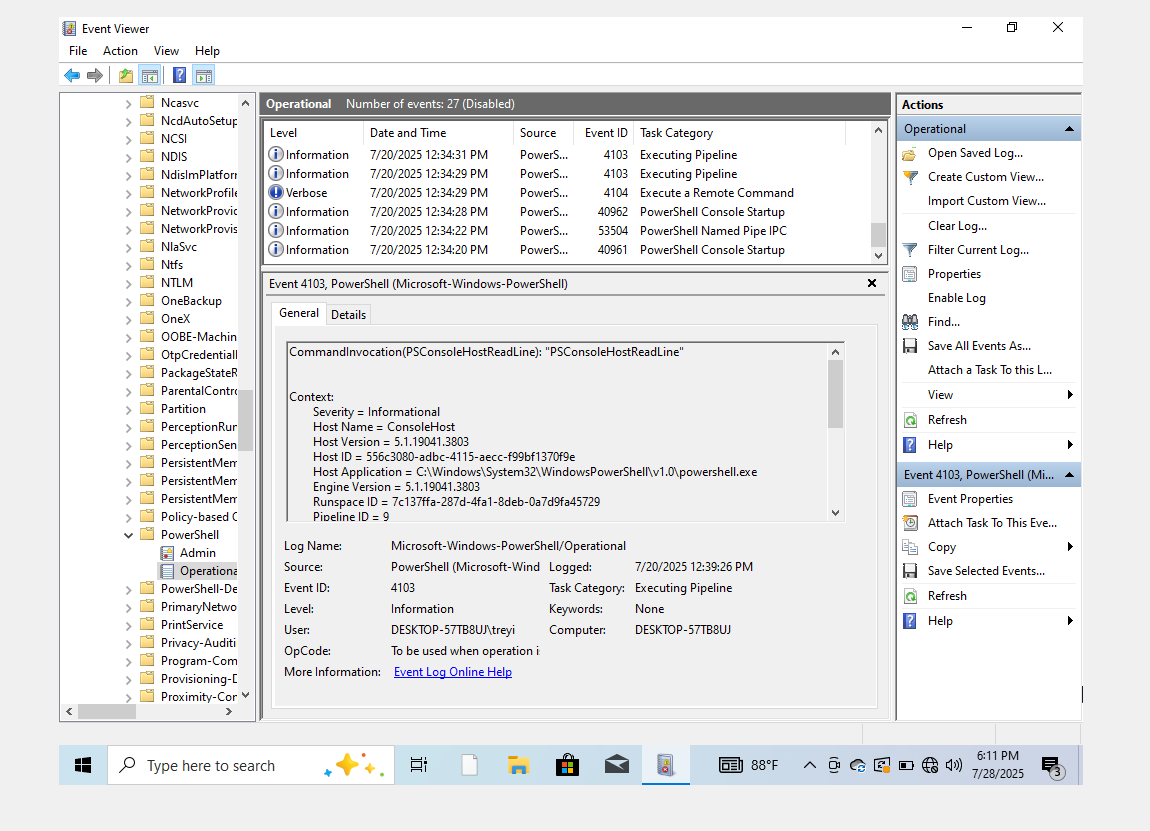 Event Viewer
File Action View Help
Ncasvc
NcdAutoSetup
NCSI
NDIS
NdisImPlatfor
NetworkProfile
NetworkProvic
NetworkProvis
NlaSvc
Ntfs
NTLM
OneBackup
OneX
OOBE-Machin
OtpCredentiall
PackageStateR
ParentalContro
Partition
PerceptionRun
PerceptionSen
PersistentMem
PersistentMem
PersistentMem
Policy-based Q
PowerShell
Admin
Operationa
PowerShell-De
PrimaryNetwo
PrintService
Privacy-Auditi
Program-Com
Provisioning-D
Proximity-Cor
Operational Number of events: 27 (Disabled)
Level Date and Time Source Event ID Task Category
Information 7/20/2025 12:34:31 PM PowerS... 4103 Executing Pipeline
Information 7/20/2025 12:34:29 PM PowerS... 4103 Executing Pipeline
Verbose 7/20/2025 12:34:29 PM PowerS... 4104 Execute a Remote Command
Information 7/20/2025 12:34:28 PM PowerS... 40962 PowerShell Console Startup
Information 7/20/2025 12:34:22 PM PowerS... 53504 PowerShell Named Pipe IPC
Information 7/20/2025 12:34:20 PM PowerS... 40961 PowerShell Console Startup
Event 4103, PowerShell (Microsoft-Windows-PowerShell)
General Details
CommandInvocation(PSConsoleHostReadLine): "PSConsoleHostReadLine"
Context:
Severity = Informational
Host Name = ConsoleHost
Host Version = 5.1.19041.3803
Host ID = 556c3080-adbc-4115-aecc-f99bf1370f9e
Host Application = C:\Windows\System32\WindowsPowerShell\v1.0\powershell.exe
Engine Version = 5.1.19041.3803
Runspace ID = 7c137ffa-287d-4fa1-8deb-0a7d9fa45729
Pipeline ID = 9
Log Name: Microsoft-Windows-PowerShell/Operational
Source: PowerShell (Microsoft-Wind Logged: 7/20/2025 12:39:26 PM
Event ID: 4103 Task Category: Executing Pipeline
Level: Information Keywords: None
User: DESKTOP-57TB8UJ\treyi Computer: DESKTOP-57TB8UJ
OpCode: To be used when operation i
More Information: Event Log Online Help
Actions
Operational
Open Saved Log...
Create Custom View...
Import Custom View...
Clear Log...
Filter Current Log...
Properties
Enable Log
Find...
Save All Events As...
Attach a Task To this L...
View
Refresh
Help
Event 4103, PowerShell (Mi...
Event Properties
Attach Task To This Eve...
Copy
Save Selected Events...
Refresh
Help
Type here to search
88°F
6:11 PM
7/28/2025
3